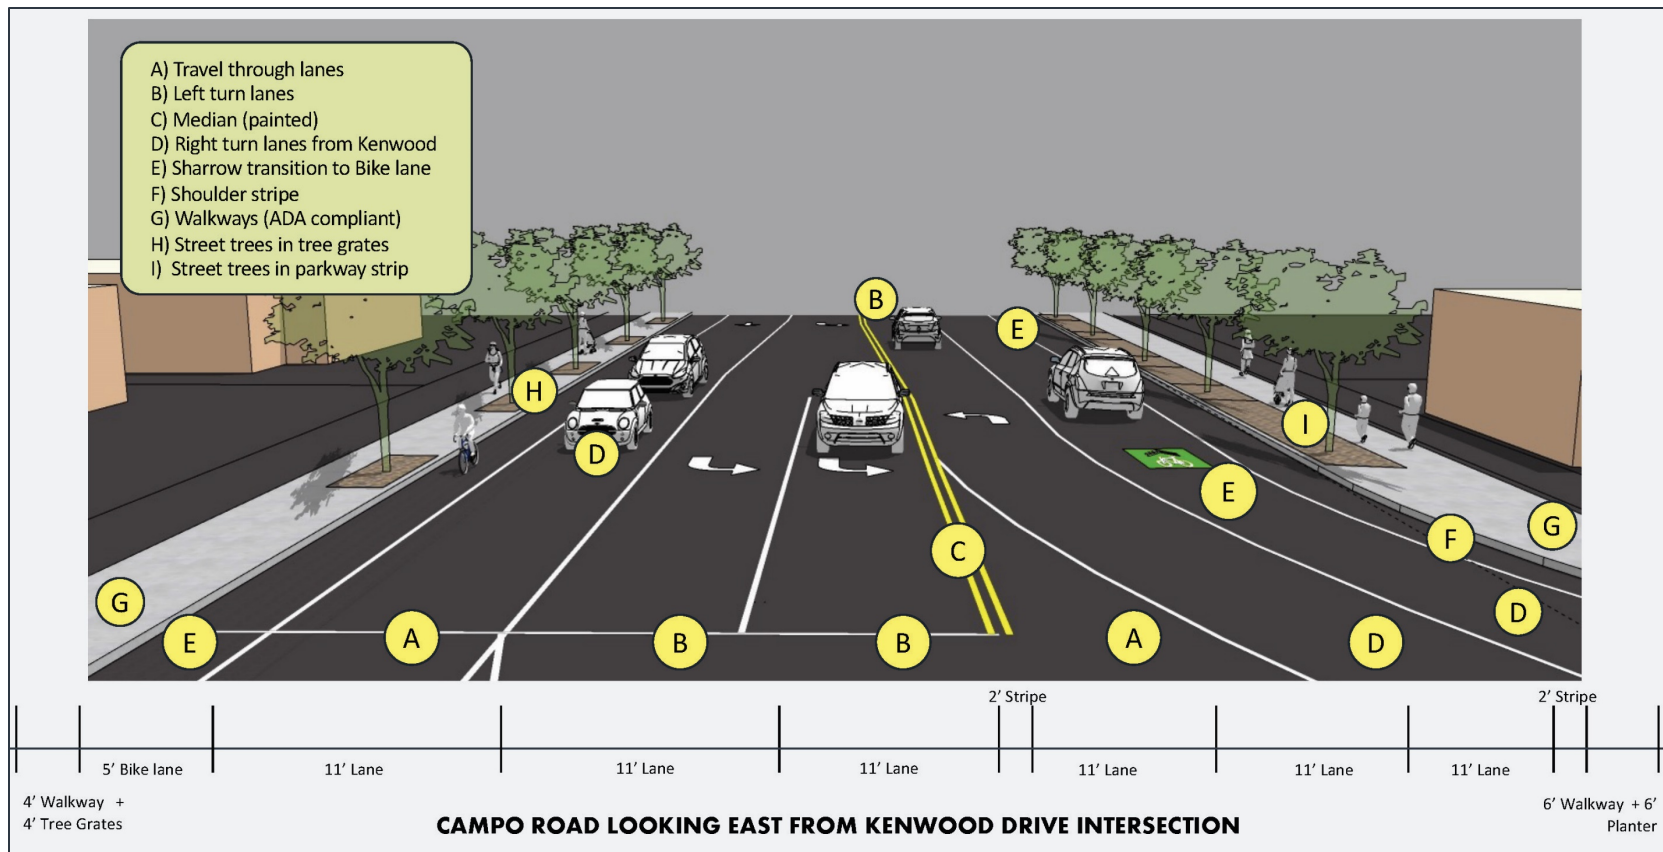 A) Travel through lanes
B) Left turn lanes
C) Median (painted)
D) Right turn lanes from Kenwood
E) Sharrow transition to Bike lane
F) Shoulder stripe
G) Walkways (ADA compliant)
H) Street trees in tree grates
I) Street trees in parkway strip
B
E
H
I
D
E
G
F
C
G
D
E
A
B
B
A
D
2’ Stripe
2’ Stripe
5’ Bike lane
11’ Lane
11’ Lane
11’ Lane
11’ Lane
11’ Lane
11’ Lane
4’ Walkway +
4’ Tree Grates
6’ Walkway + 6’
Planter
CAMPO ROAD LOOKING EAST FROM KENWOOD DRIVE INTERSECTION